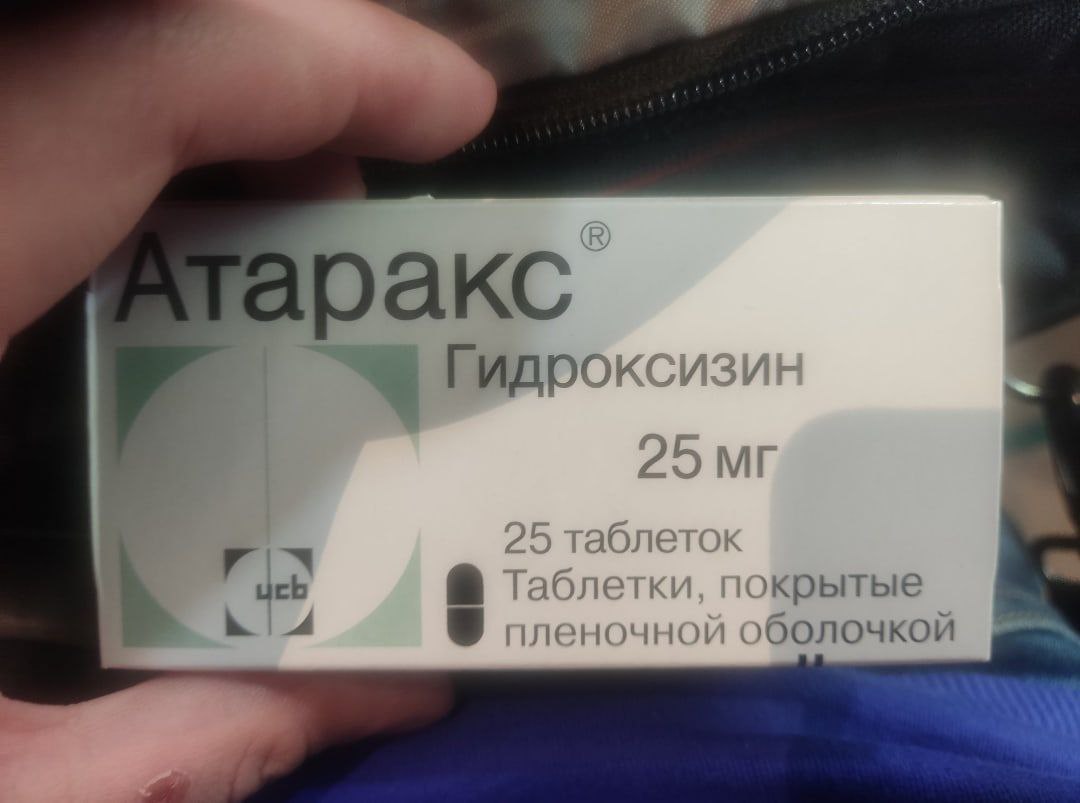 Атаракс®
Гидроксизин
25 мг
25 таблеток
Таблетки, покрытые
пленочной оболочкой
ucb